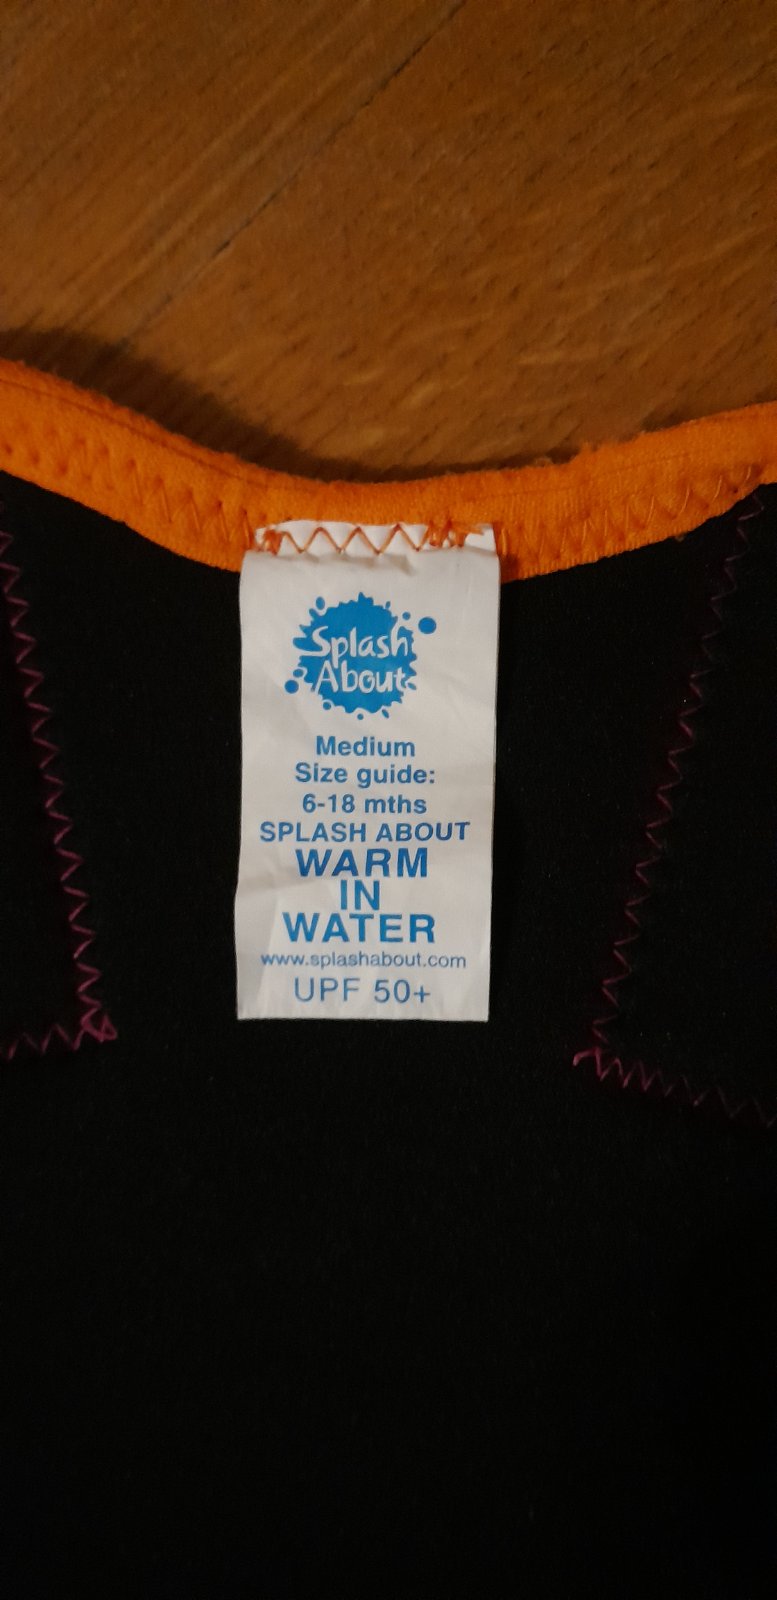 Splash
About
Medium
Size guide:
6-18 mths
SPLASH ABOUT
WARM
IN
WATER
www.splashabout.com
UPF 50+